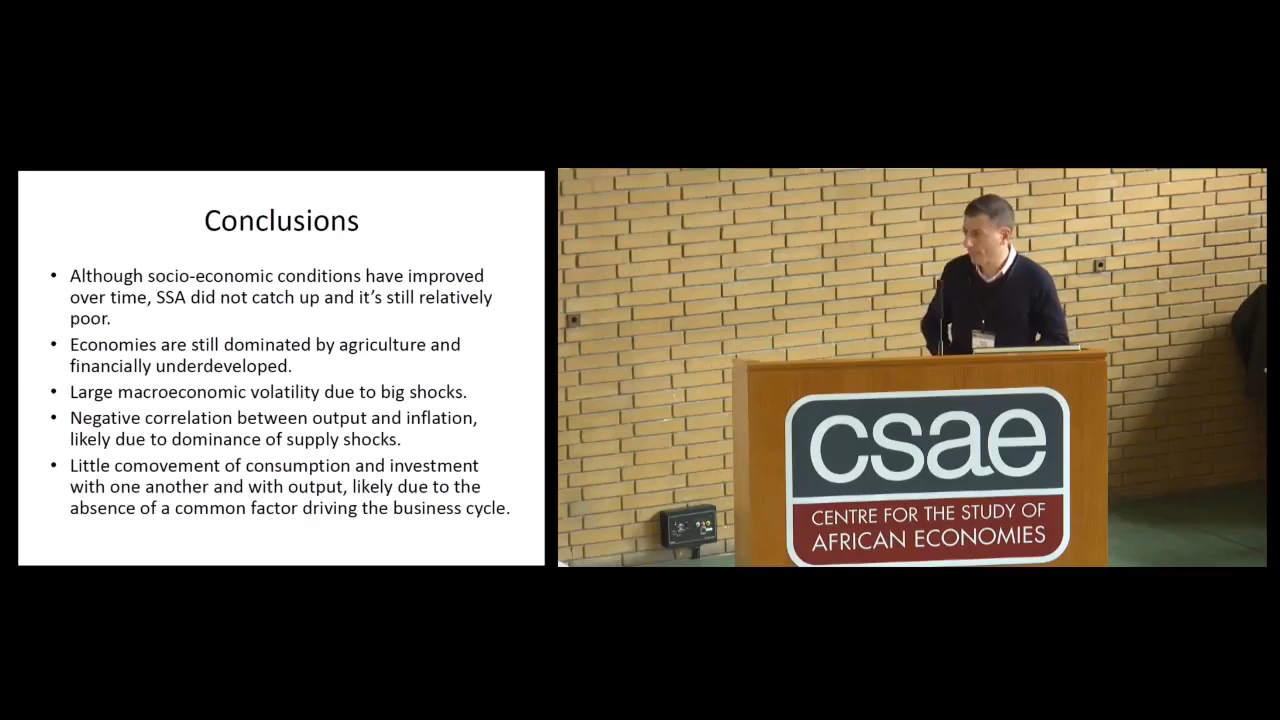 Conclusions
• Although socio-economic conditions have improved
over time, SSA did not catch up and it's still relatively
poor.
• Economies are still dominated by agriculture and
financially underdeveloped.
• Large macroeconomic volatility due to big shocks.
• Negative correlation between output and inflation,
likely due to dominance of supply shocks.
• Little comovement of consumption and investment
with one another and with output, likely due to the
absence of a common factor driving the business cycle.
csae
CENTRE FOR THE STUDY OF
AFRICAN ECONOMIES